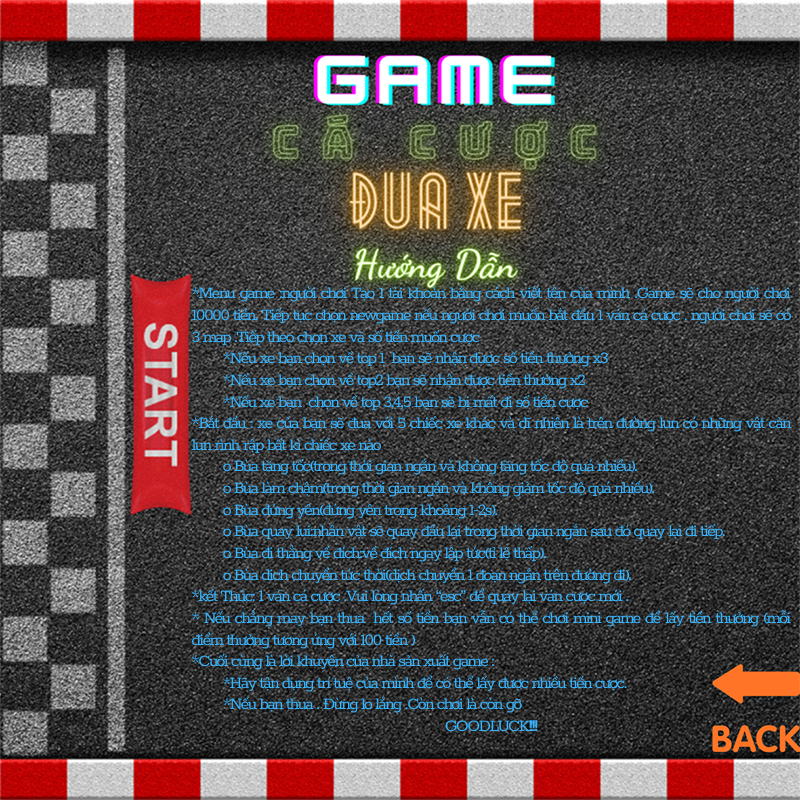 GAME
CÁ CƯỢC
ĐUA XE
Hướng Dẫn
START
*Menu game :người chơi Tạo 1 tài khoản bằng cách viết tên của mình .Game sẽ cho người chơi
10000 tiền. Tiếp tục chọn newgame nếu người chơi muốn bắt đầu 1 ván cá cược , người chơi sẽ có
3 map .Tiếp theo chọn xe và số tiền muốn cược
*Nếu xe bạn chọn về top 1 bạn sẽ nhận được số tiền thưởng x3
*Nếu xe bạn chọn về top2 bạn sẽ nhận được tiền thưởng x2
*Nếu xe bạn chọn về top 3,4,5 bạn sẽ bị mất đi số tiền cược
*Bắt đầu : xe của bạn sẽ đua với 5 chiếc xe khác và dĩ nhiên là trên đường lun có những vật cản
lun rình rập bất kì chiếc xe nào
o Bùa tăng tốc(trong thời gian ngắn và không tăng tốc độ quá nhiều).
o Bùa làm chậm(trong thời gian ngắn và không giảm tốc độ quá nhiều).
o Bùa đứng yên(đứng yên trong khoảng 1-2s).
o Bùa quay lui:nhân vật sẽ quay đầu lại trong thời gian ngắn sau đó quay lại đi tiếp.
o Bùa đi thẳng về đích:về đích ngay lập tức(tỉ lệ thấp).
o Bùa dịch chuyển tức thời(dịch chuyển 1 đoạn ngắn trên đường đi).
*kết Thúc: 1 ván cá cược .Vui lòng nhấn "esc" để quay lại ván cược mới .
* Nếu chẳng may bạn thua hết số tiền bạn vẫn có thể chơi mini game để lấy tiền thưởng (mỗi
điểm thưởng tương ứng với 100 tiền )
*Cuối cùng là lời khuyên của nhà sản xuất game :
*Hãy tận dụng trí tuệ của mình để có thể lấy được nhiều tiền cược.
*Nếu bạn thua . Đừng lo lắng .Còn chơi là còn gỡ
GOODLUCK!!!
BACK